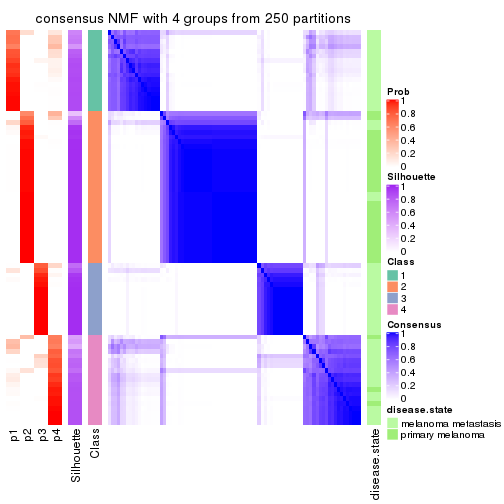 consensus NMF with 4 groups from 250 partitions
Prob
1
0.8
0.6
0.4
0.2
0
Silhouette
1
0.8
0.6
0.4
0.2
0
Class
1
2
3
4
Consensus
1
0.8
0.6
0.4
0.2
0
disease.state
melanoma metastasis
primary melanoma
p1
p2
p3
p4
Silhouette
Class
disease.state